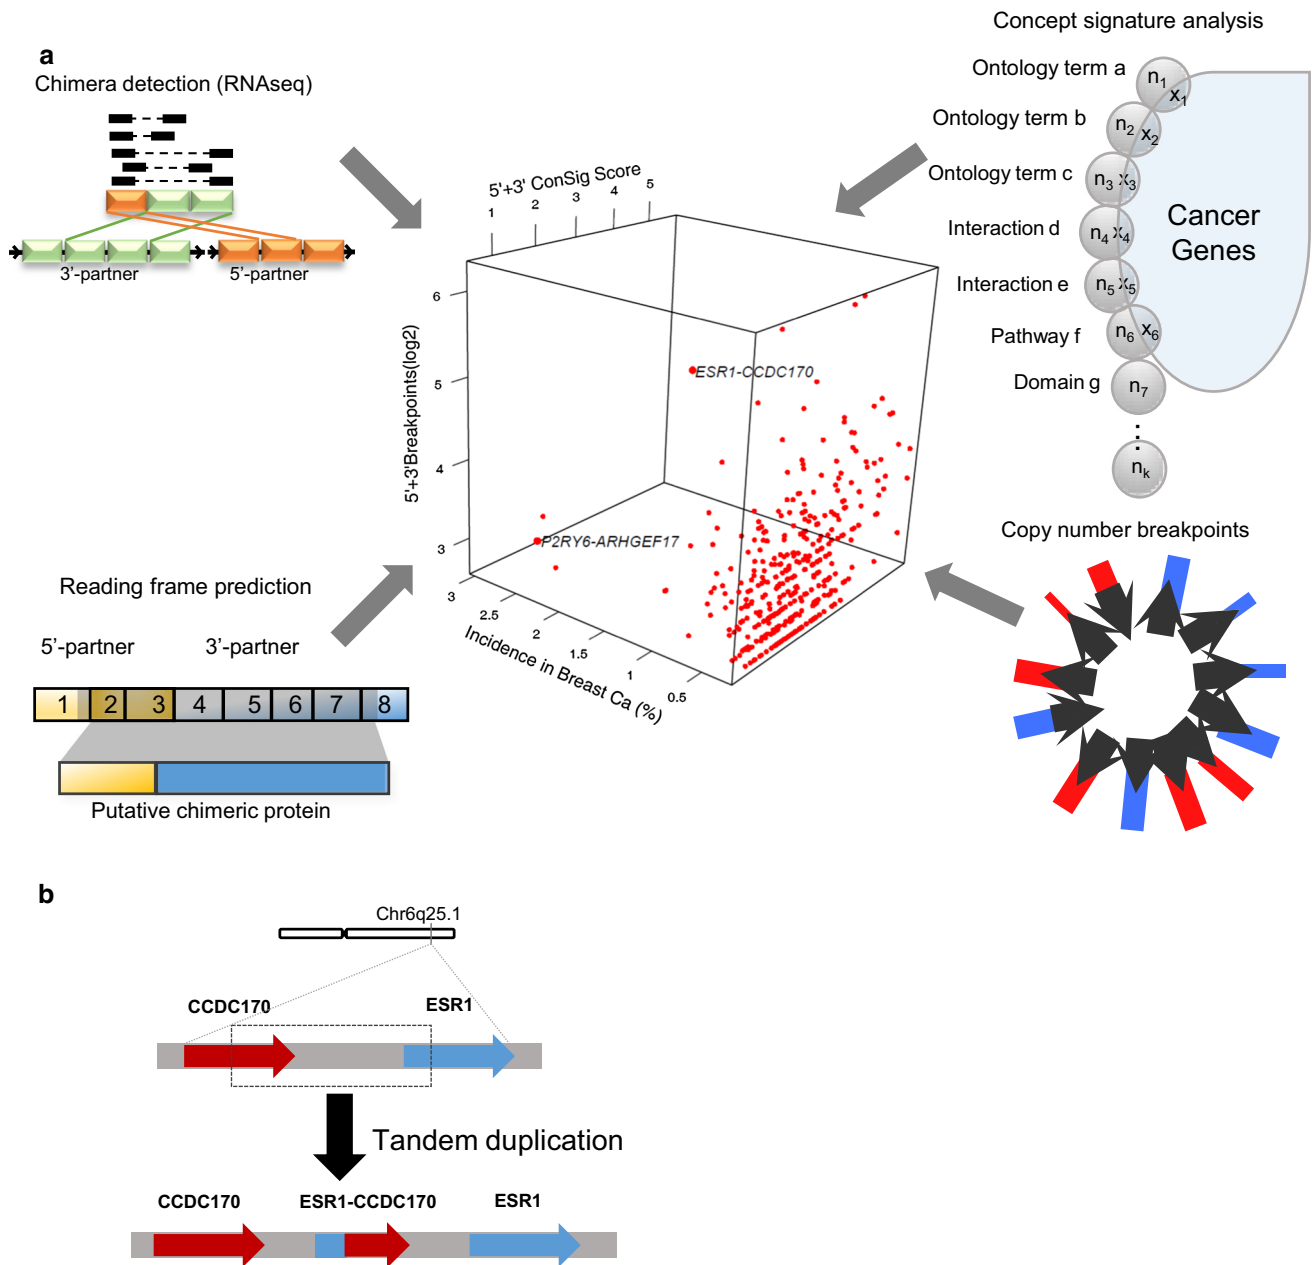 a
Chimera detection (RNAseq)
3'-partner
5'-partner
Concept signature analysis
Ontology term a
n1
x1
Ontology term b
n2
x2
Ontology term c
n3
x3
Interaction d
n4
x4
Interaction e
n5
x5
Pathway f
n6
x6
Domain g
n7
nk
Cancer
Genes
5'+3' ConSig Score
1
2
3
4
5
5'+3'Breakpoints(log2)
6
5
4
3
ESR1-CCDC170
P2RY6-ARHGEF17
3
2.5
2
1.5
1
0.5
Incidence in Breast Ca (%)
Reading frame prediction
5'-partner
3'-partner
1
2
3
4
5
6
7
8
Putative chimeric protein
Copy number breakpoints
b
Chr6q25.1
CCDC170
ESR1
Tandem duplication
CCDC170
ESR1-CCDC170
ESR1